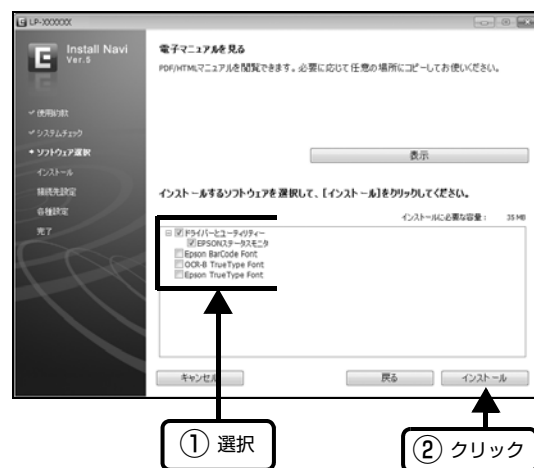 LP-XXXXXX
E
Install Navi
Ver.5
使用許諾
システムチェック
ソフトウェア選択
インストール
接続先設定
各種設定
完了
電子マニュアルを見る
PDF/HTMLマニュアルを閲覧できます。必要に応じて任意の場所にコピーしてお使いください。
表示
インストールするソフトウェアを選択して、[インストール]をクリックしてください。
インストールに必要な容量: 35 MB
ドライバーとユーティリティー
EPSONステータスモニタ
Epson BarCode Font
OCR-B TrueType Font
Epson TrueType Font
キャンセル
戻る
インストール
① 選択
② クリック